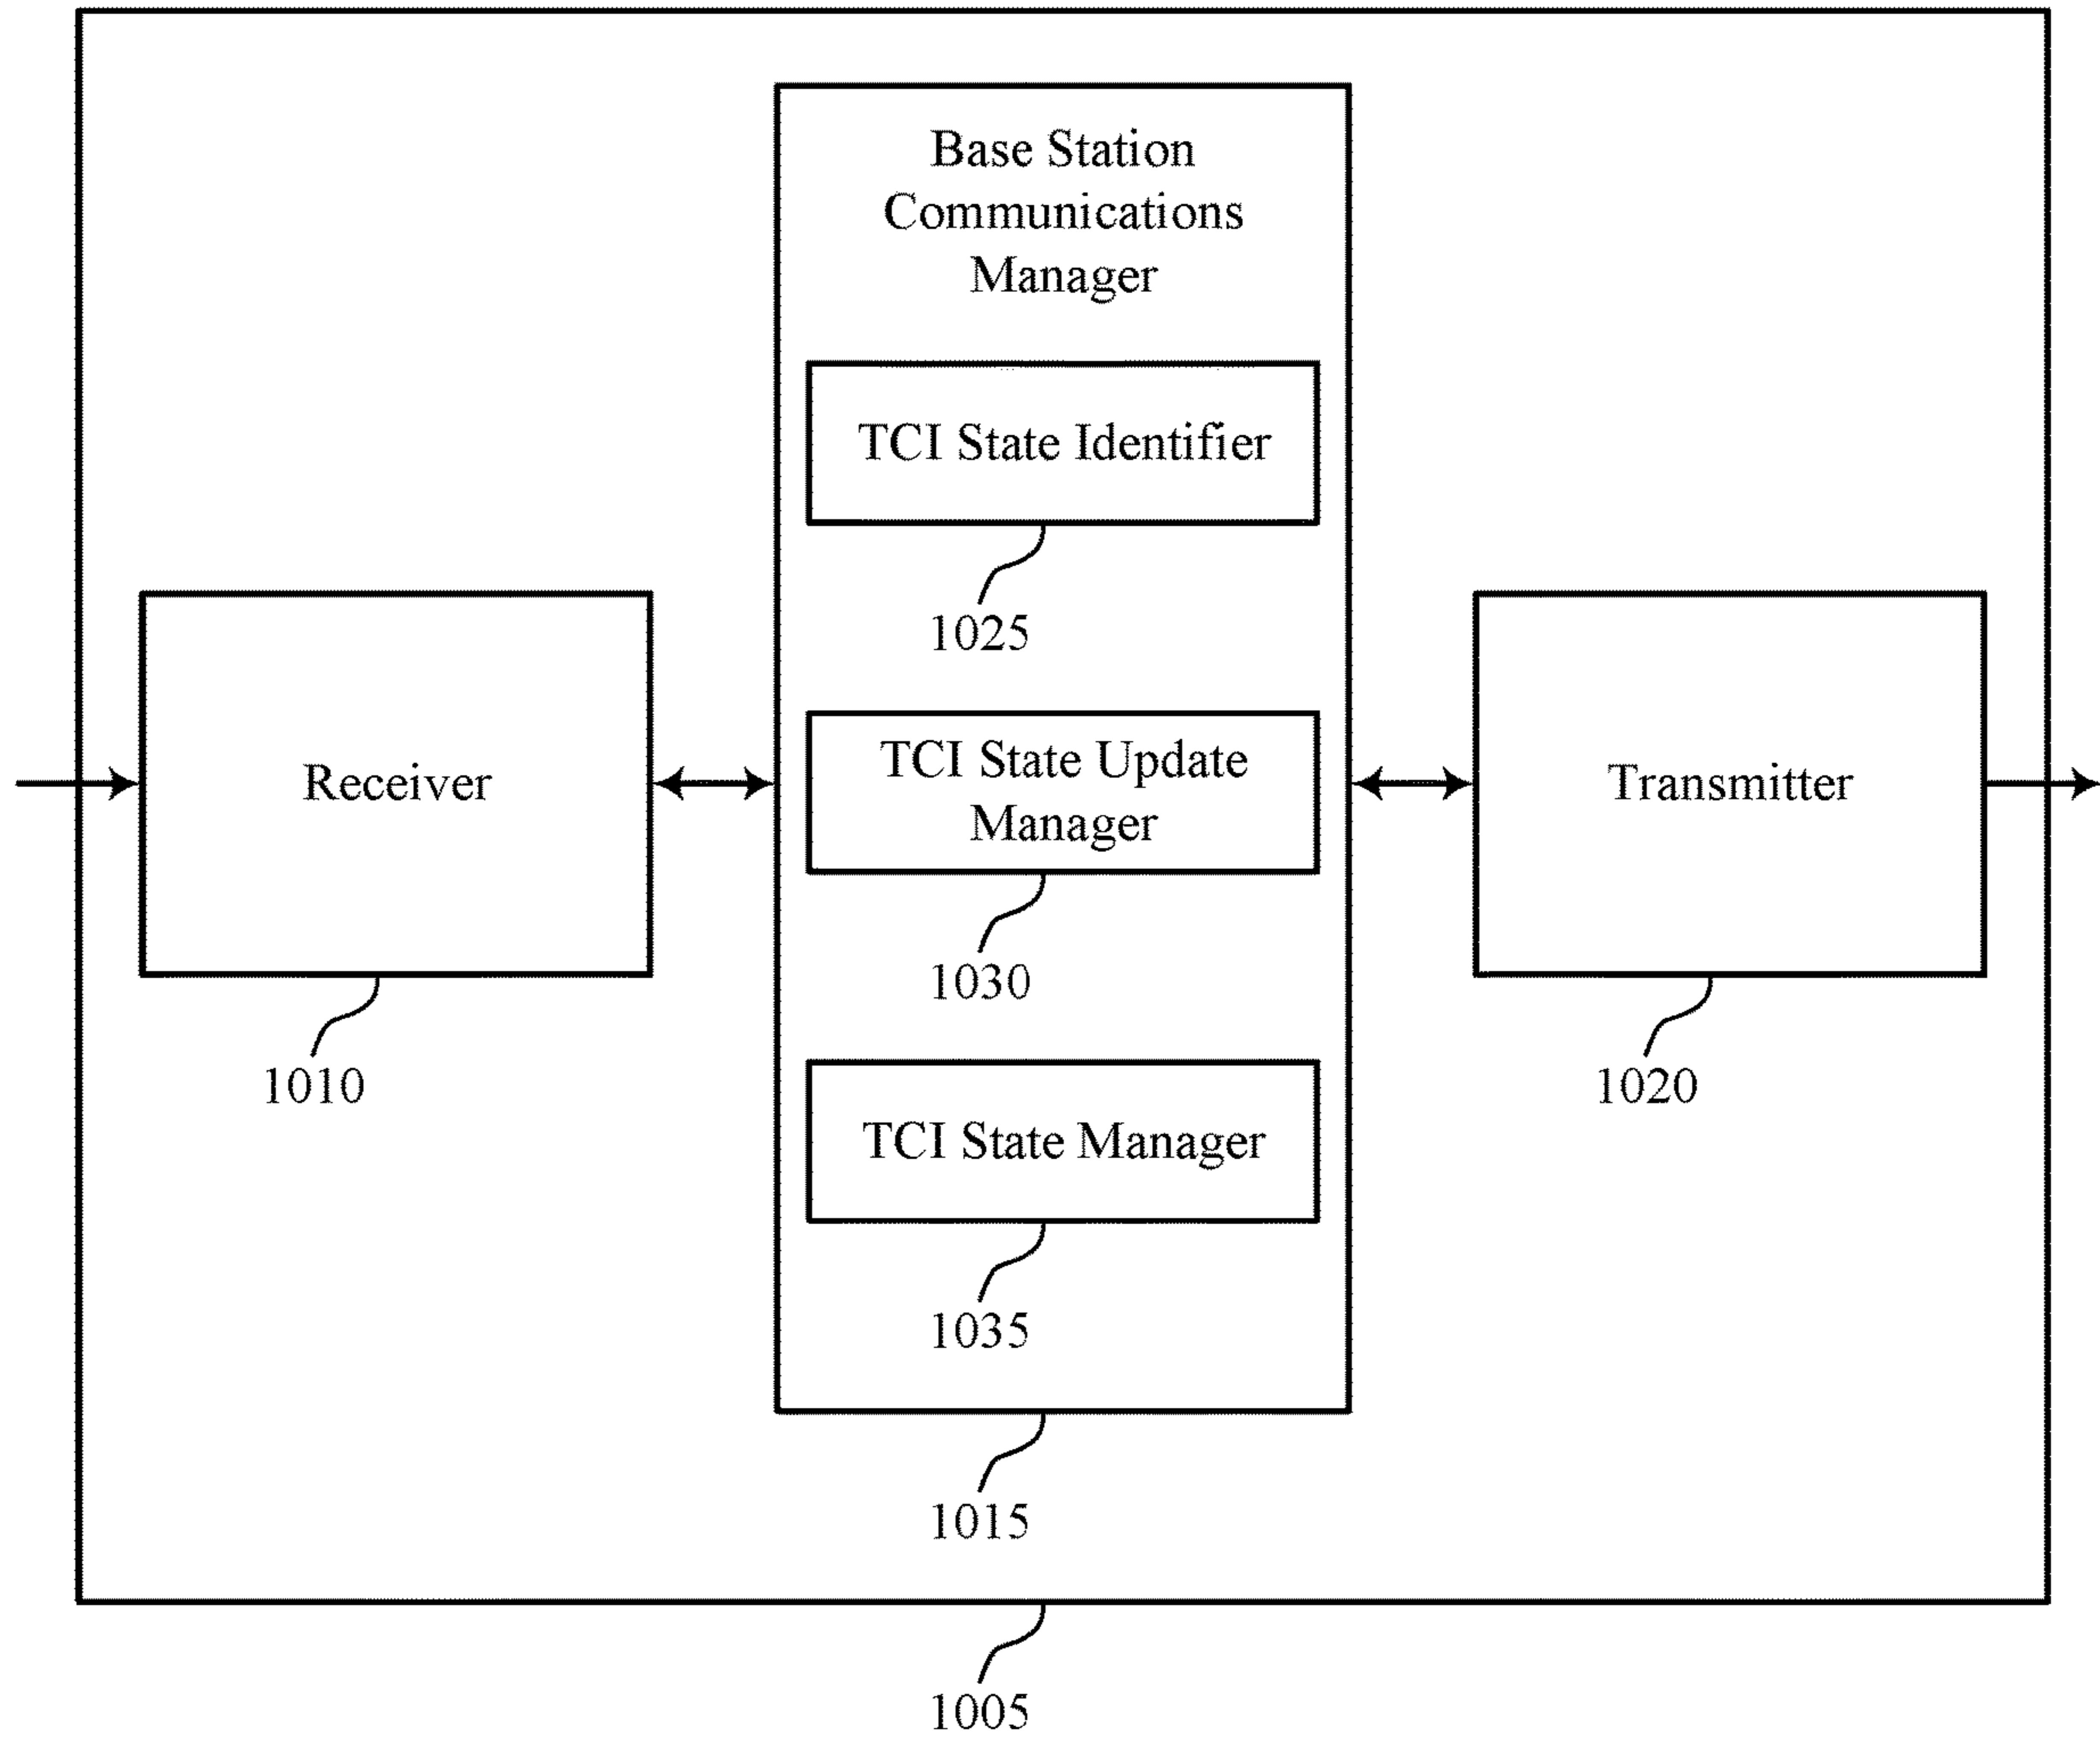 Base Station
Communications
Manager
TCI State Identifier
1025
Receiver
1010
TCI State Update
Manager
1030
Transmitter
1020
TCI State Manager
1035
1015
1005